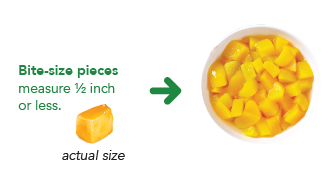 Bite-size pieces
measure ½ inch
or less.
actual size